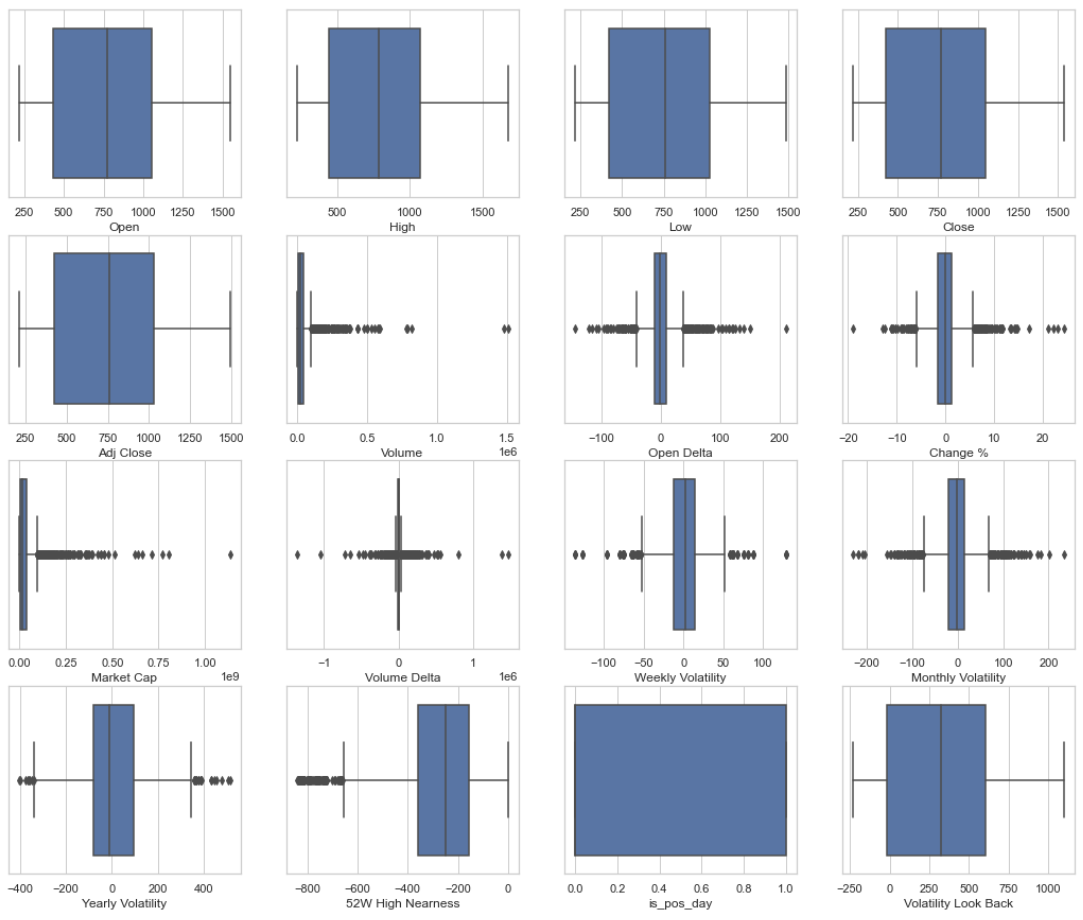 250 500 750 1000 1250 1500 500 1000 1500 250 500 750 1000 1250 1500 250 500 750 1000 1250 1500
Open High Low Close
250 500 750 1000 1250 1500 0.0 0.5 1.0 1.5 −100 0 100 200 −20 −10 0 10 20
Adj Close Volume 1e6 Open Delta Change %
0.00 0.25 0.50 0.75 1.00 −1 0 1 −100 −50 0 50 100 −200 −100 0 100 200
Market Cap 1e9 Volume Delta 1e6 Weekly Volatility Monthly Volatility
−400 −200 0 200 400 −800 −600 −400 −200 0 0.0 0.2 0.4 0.6 0.8 1.0 −250 0 250 500 750 1000
Yearly Volatility 52W High Nearness is_pos_day Volatility Look Back